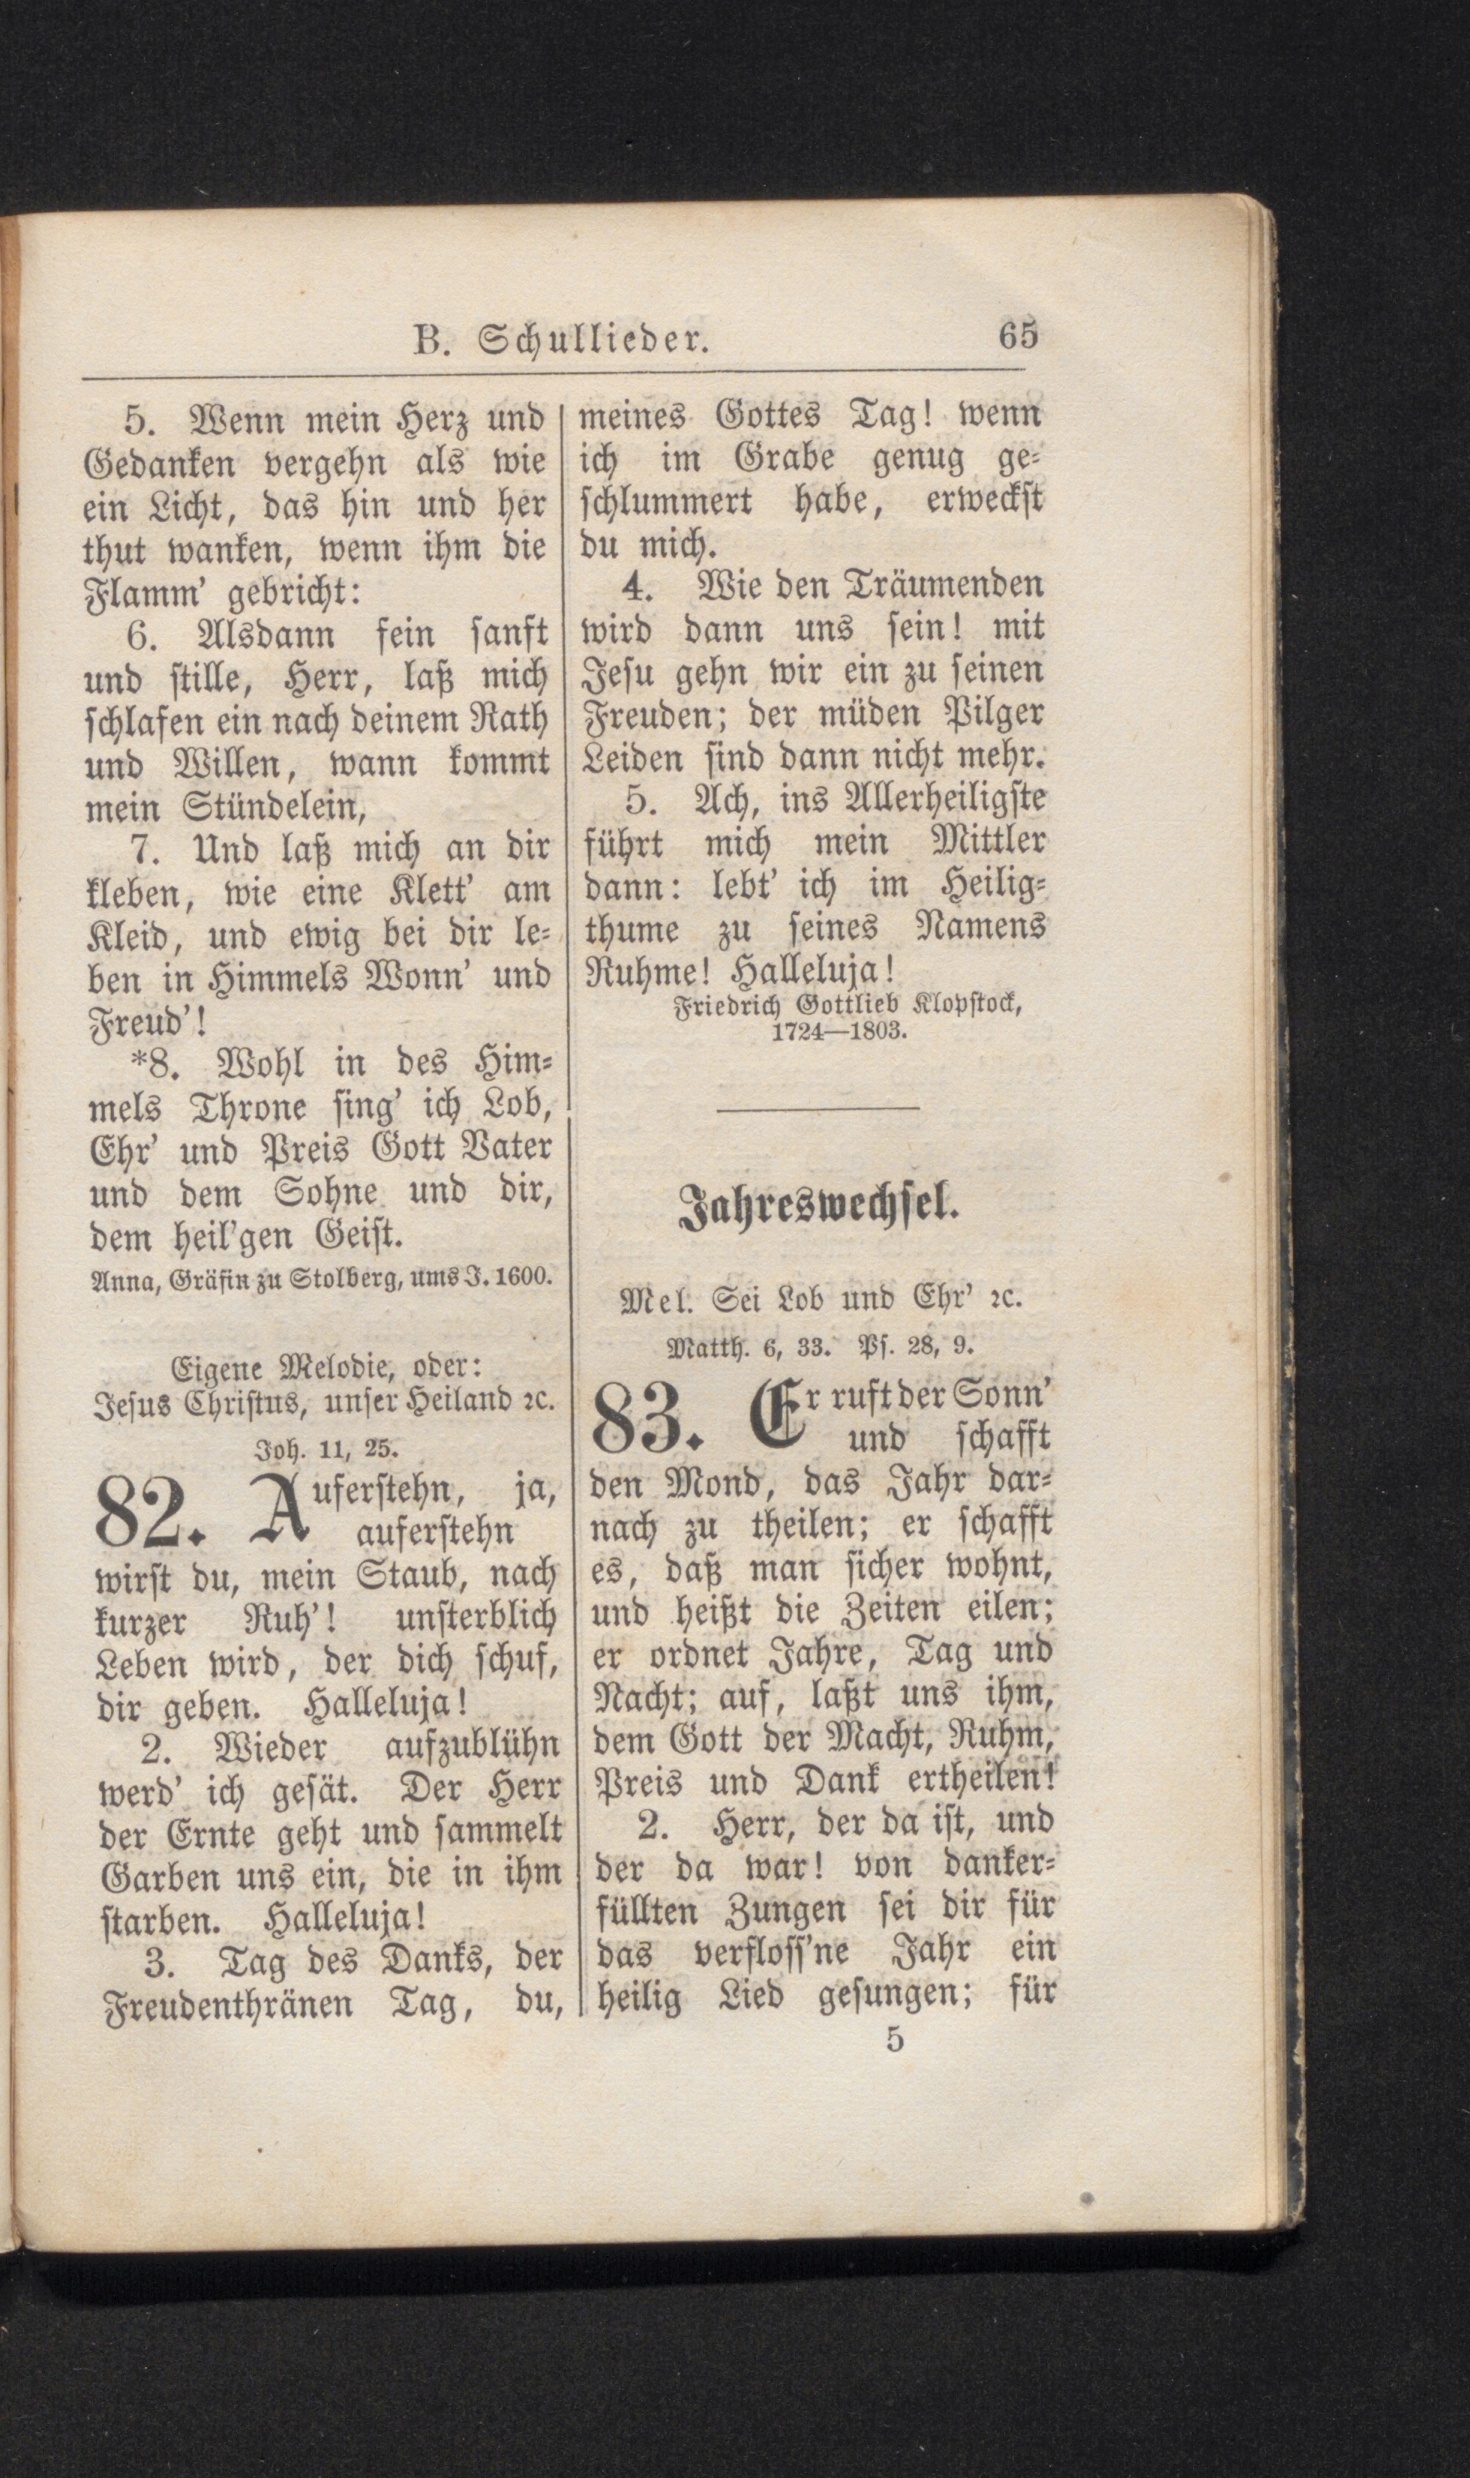 B. Schullieder. 65
5. Wenn mein Herz und
Gedanken vergehn als wie
ein Licht, das hin und her
thut wanken, wenn ihm die
Flamm' gebricht:
6. Alsdann fein sanft
und stille, Herr, laß mich
schlafen ein nach deinem Rath
und Willen, wann kommt
mein Stündelein,
7. Und laß mich an dir
kleben, wie eine Klett' am
Kleid, und ewig bei dir le-
ben in Himmels Wonn' und
Freud'!
*8. Wohl in des Him-
mels Throne sing' ich Lob,
Ehr' und Preis Gott Vater
und dem Sohne und dir,
dem heil'gen Geist.
Anna, Gräfin zu Stolberg, ums J. 1600.
Eigene Melodie, oder:
Jesus Christus, unser Heiland ꝛc.
Joh. 11, 25.
82. Auferstehn, ja,
auferstehn
wirst du, mein Staub, nach
kurzer Ruh'! unsterblich
Leben wird, der dich schuf,
dir geben. Halleluja!
2. Wieder aufzublühn
werd' ich gesät. Der Herr
der Ernte geht und sammelt
Garben uns ein, die in ihm
starben. Halleluja!
3. Tag des Danks, der
Freudenthränen Tag, du,
meines Gottes Tag! wenn
ich im Grabe genug ge-
schlummert habe, erweckst
du mich.
4. Wie den Träumenden
wird dann uns sein! mit
Jesu gehn wir ein zu seinen
Freuden; der müden Pilger
Leiden sind dann nicht mehr.
5. Ach, ins Allerheiligste
führt mich mein Mittler
dann: lebt' ich im Heilig-
thume zu seines Namens
Ruhme! Halleluja!
Friedrich Gottlieb Klopstock,
1724—1803.
Jahreswechsel.
Mel. Sei Lob und Ehr' ꝛc.
Matth. 6, 33. Ps. 28, 9.
83. Er ruft der Sonn'
und schafft
den Mond, das Jahr dar-
nach zu theilen; er schafft
es, daß man sicher wohnt,
und heißt die Zeiten eilen;
er ordnet Jahre, Tag und
Nacht; auf, laßt uns ihm,
dem Gott der Macht, Ruhm,
Preis und Dank ertheilen!
2. Herr, der da ist, und
der da war! von danker-
füllten Zungen sei dir für
das verfloss'ne Jahr ein
heilig Lied gesungen; für
5